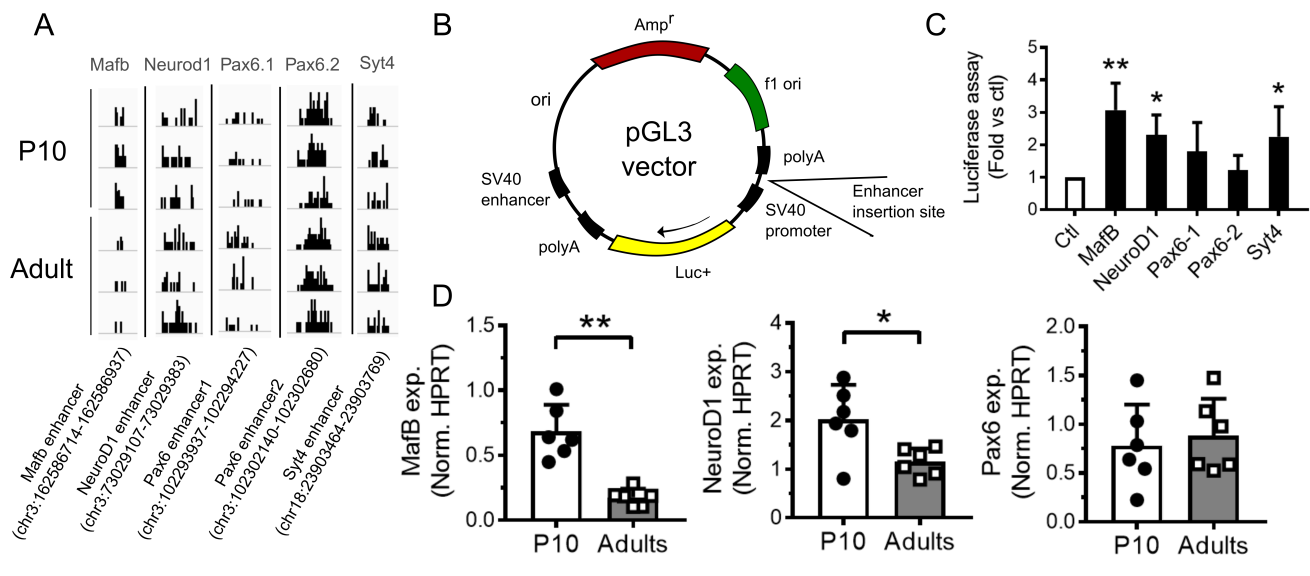 A
Mafb Neurod1 Pax6.1 Pax6.2 Syt4
P10
Adult
Mafb enhancer
(chr3:162586714-162586937)
NeuroD1 enhancer
(chr3:73029107-73029383)
Pax6 enhancer1
(chr3:102293937-102294227)
Pax6 enhancer2
(chr3:102302140-102302680)
Syt4 enhancer
(chr18:23903464-23903769)
B
Amp^r
f1 ori
ori
pGL3
vector
polyA
SV40
enhancer
Enhancer
insertion site
SV40
promoter
polyA
Luc+
C
Luciferase assay
(Fold vs ctl)
5
4
3
2
1
0
**
*
*
Ctl
MafB
NeuroD1
Pax6-1
Pax6-2
Syt4
D
MafB exp.
(Norm. HPRT)
1.5
1.0
0.5
0.0
**
P10 Adults
NeuroD1 exp.
(Norm. HPRT)
4
3
2
1
0
*
P10 Adults
Pax6 exp.
(Norm. HPRT)
2.0
1.5
1.0
0.5
0.0
P10 Adults